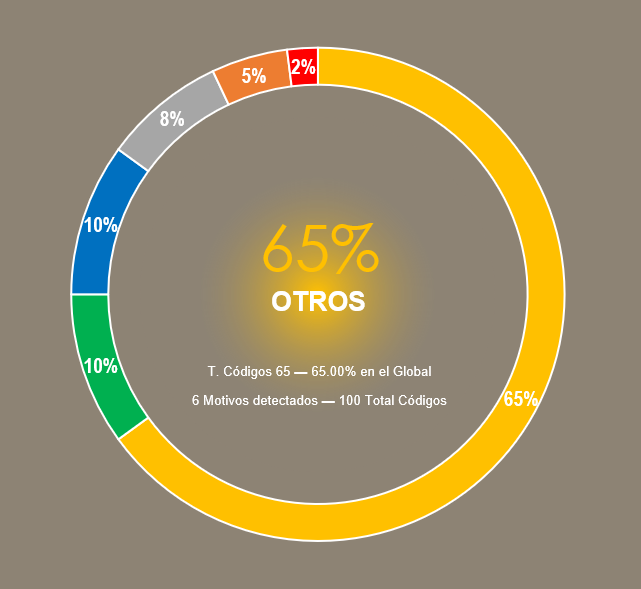 2%
5%
8%
10%
65%
OTROS
10%
T. Códigos 65 — 65.00% en el Global
65%
6 Motivos detectados — 100 Total Códigos